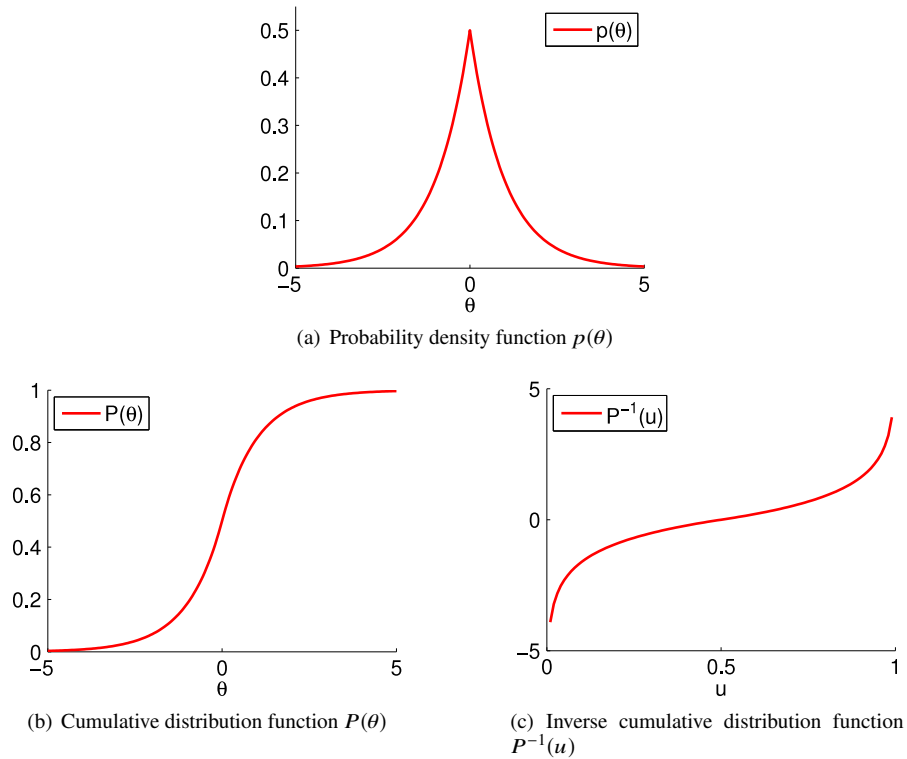 p(θ)
0.5
0.4
0.3
0.2
0.1
0
−5 0 5
θ
(a) Probability density function p(θ)
P(θ)
1
0.8
0.6
0.4
0.2
0
−5 0 5
θ
(b) Cumulative distribution function P(θ)
P⁻¹(u)
5
0
−5
0 0.5 1
u
(c) Inverse cumulative distribution function
P⁻¹(u)